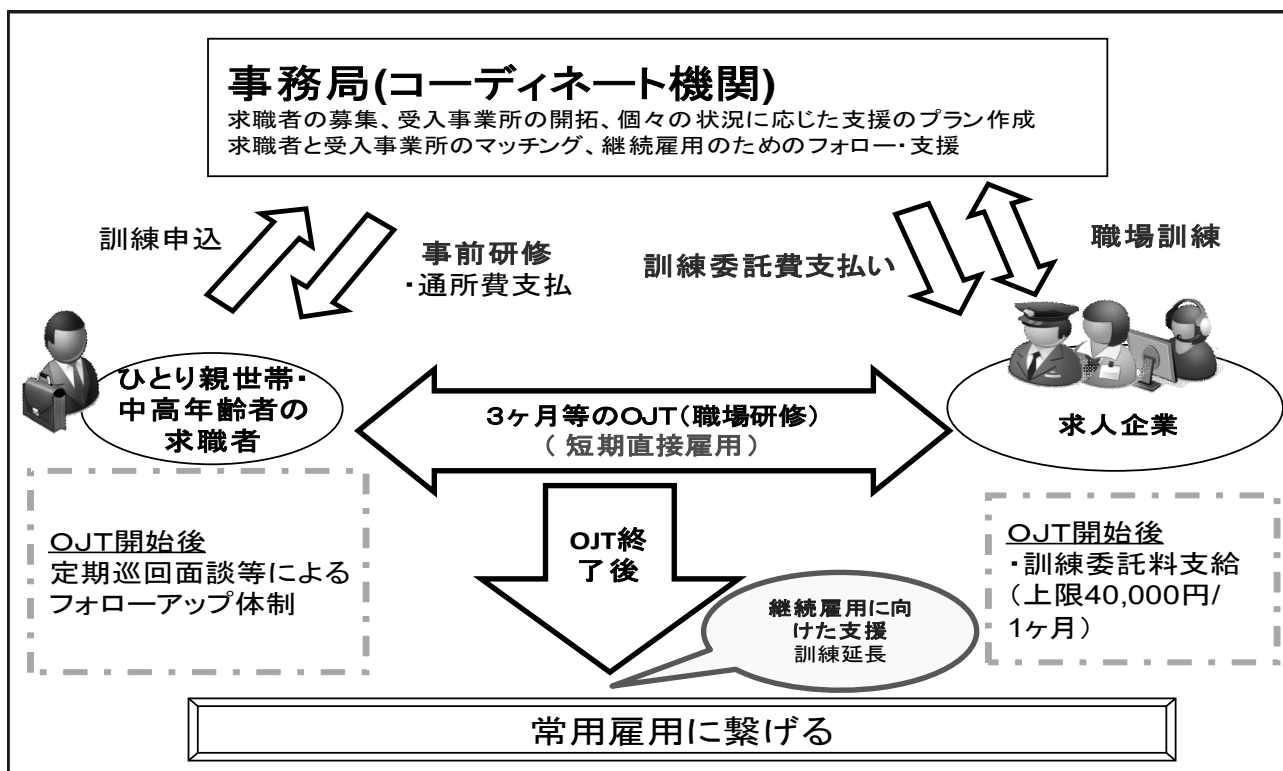 事務局(コーディネート機関)
求職者の募集、受入事業所の開拓、個々の状況に応じた支援のプラン作成
求職者と受入事業所のマッチング、継続雇用のためのフォロー・支援
訓練申込
事前研修
・通所費支払
訓練委託費支払い
職場訓練
ひとり親世帯・
中高年齢者の
求職者
3ヶ月等のOJT(職場研修)
( 短期直接雇用)
求人企業
OJT開始後
定期巡回面談等による
フォローアップ体制
OJT終
了後
継続雇用に向
けた支援
訓練延長
OJT開始後
・訓練委託料支給
(上限40,000円/
1ヶ月)
常用雇用に繋げる